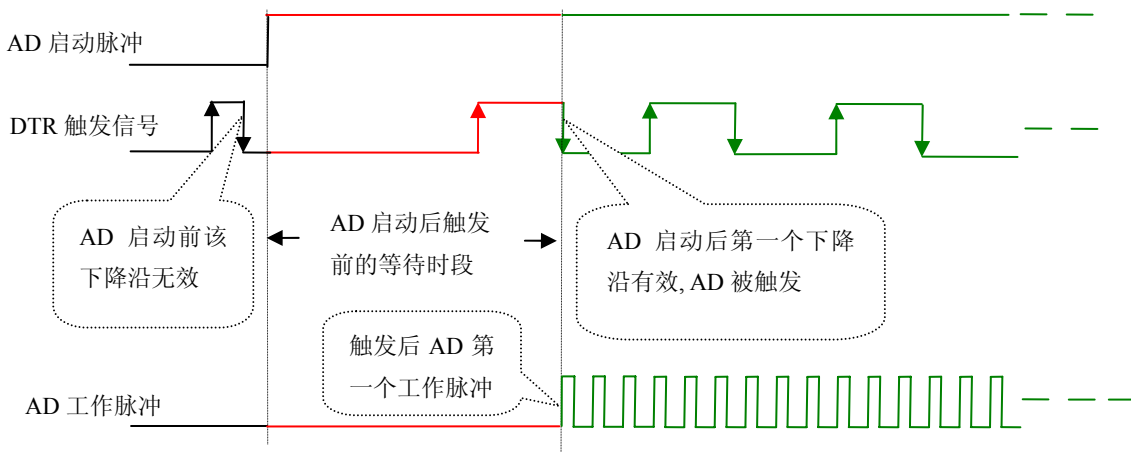 AD 启动脉冲
DTR 触发信号
AD 启动前该
下降沿无效
AD 启动后触发
前的等待时段
AD 启动后第一个下降
沿有效, AD 被触发
触发后 AD 第
一个工作脉冲
AD 工作脉冲